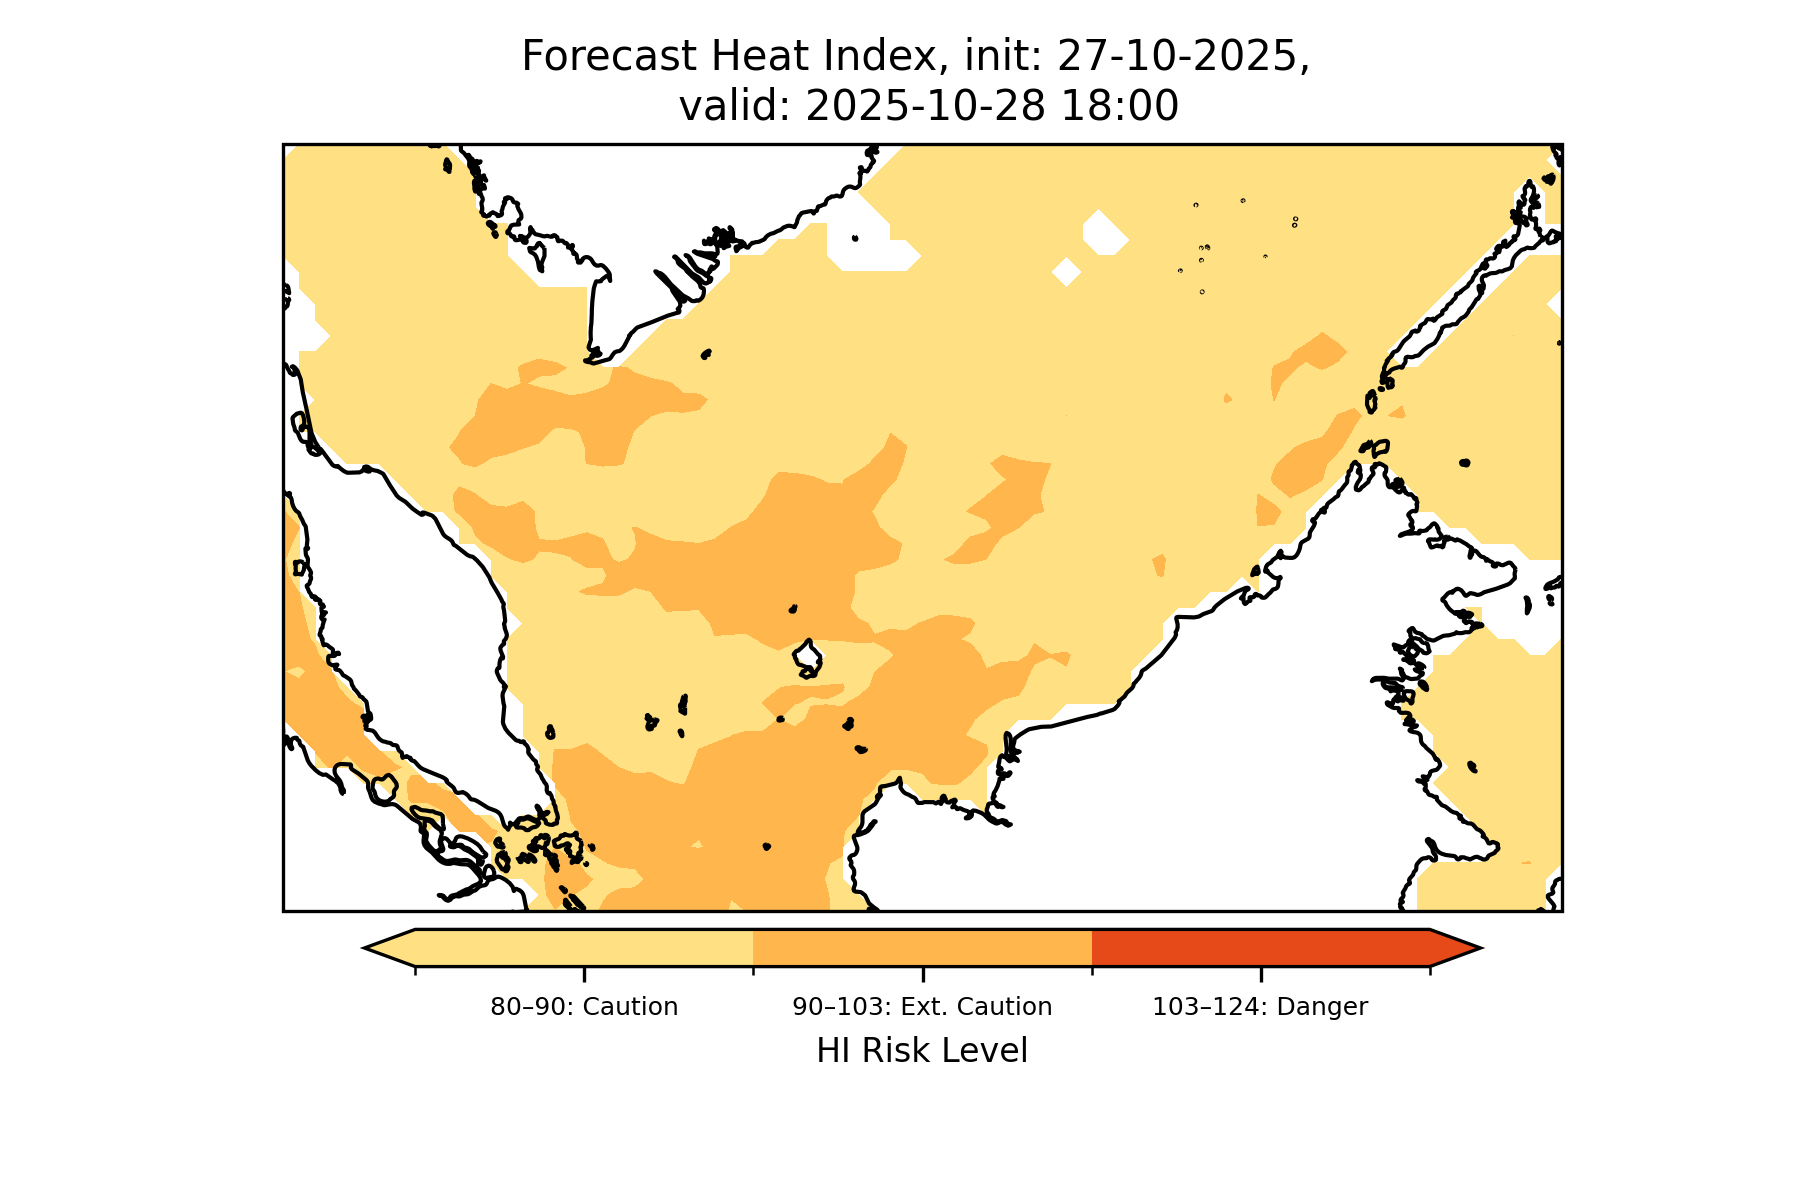 Forecast Heat Index, init: 27-10-2025,
valid: 2025-10-28 18:00
80–90: Caution
90–103: Ext. Caution
103–124: Danger
HI Risk Level